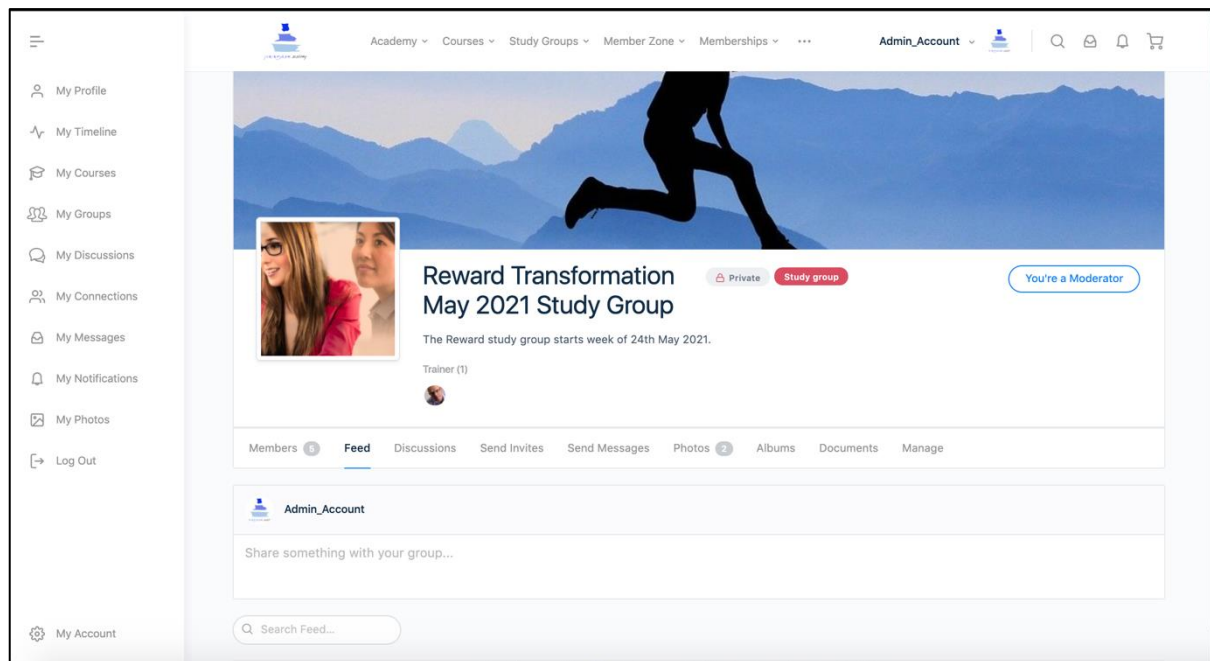 Academy Courses Study Groups Member Zone Memberships ... Admin_Account
My Profile
My Timeline
My Courses
My Groups
My Discussions
My Connections
My Messages
My Notifications
My Photos
Log Out
My Account
Reward Transformation
May 2021 Study Group
Private
Study group
You're a Moderator
The Reward study group starts week of 24th May 2021.
Trainer (1)
Members 5 Feed Discussions Send Invites Send Messages Photos 2 Albums Documents Manage
Admin_Account
Share something with your group...
Search Feed...